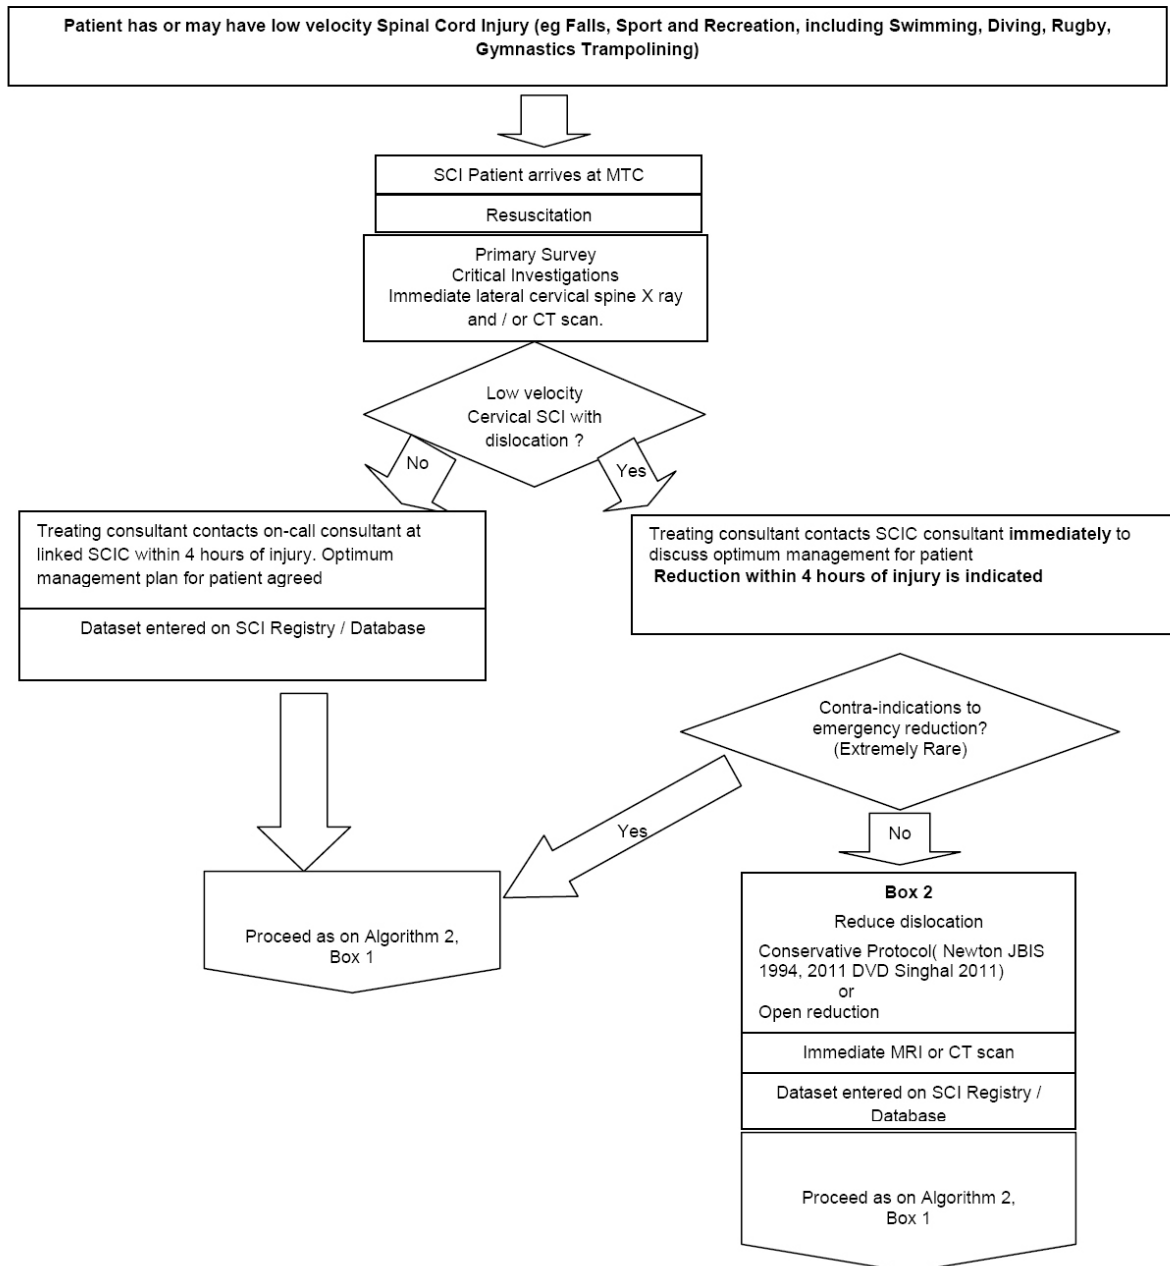 Patient has or may have low velocity Spinal Cord Injury (eg Falls, Sport and Recreation, including Swimming, Diving, Rugby,
Gymnastics Trampolining)
SCI Patient arrives at MTC
Resuscitation
Primary Survey
Critical Investigations
Immediate lateral cervical spine X ray
and / or CT scan.
Low velocity
Cervical SCI with
dislocation ?
No
Yes
Treating consultant contacts on-call consultant at
linked SCIC within 4 hours of injury. Optimum
management plan for patient agreed
Dataset entered on SCI Registry / Database
Treating consultant contacts SCIC consultant immediately to
discuss optimum management for patient
Reduction within 4 hours of injury is indicated
Contra-indications to
emergency reduction?
(Extremely Rare)
Yes
No
Proceed as on Algorithm 2,
Box 1
Box 2
Reduce dislocation
Conservative Protocol( Newton JBIS
1994, 2011 DVD Singhal 2011)
or
Open reduction
Immediate MRI or CT scan
Dataset entered on SCI Registry /
Database
Proceed as on Algorithm 2,
Box 1